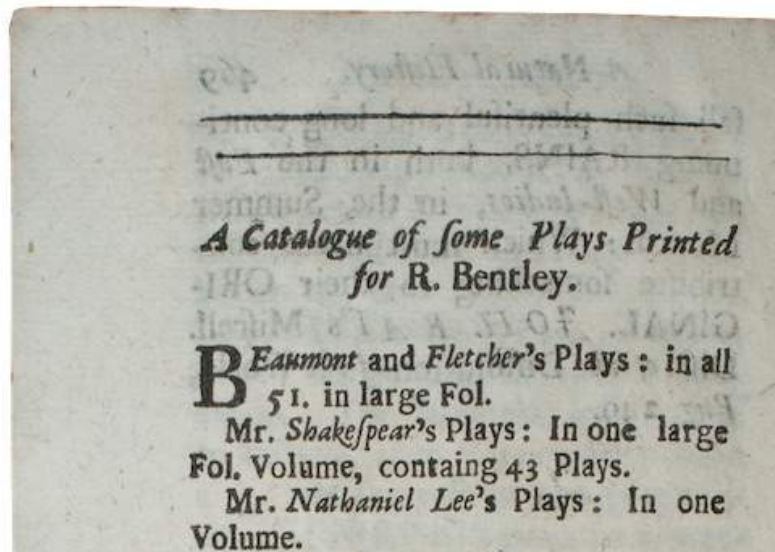 A Catalogue of ſome Plays Printed
for R. Bentley.
BEaumont and Fletcher's Plays : in all
51. in large Fol.
Mr. Shakeſpear's Plays : In one large
Fol. Volume, containg 43 Plays.
Mr. Nathaniel Lee's Plays : In one
Volume.